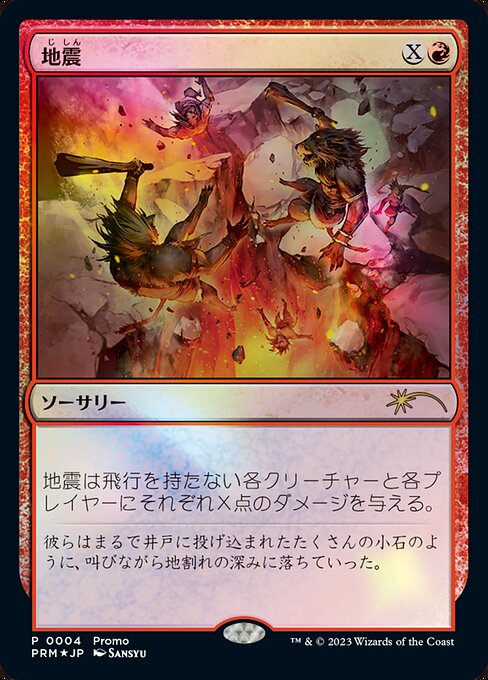 じしん
地震
X
ソーサリー
地震は飛行を持たない各クリーチャーと各プ
レイヤーにそれぞれX点のダメージを与える。
彼らはまるで井戸に投げ込まれたたくさんの小石のよ
うに、叫びながら地割れの深みに落ちていった。
P 0004 Promo
PRM★JP SANSYU
™ & © 2023 Wizards of the Coast